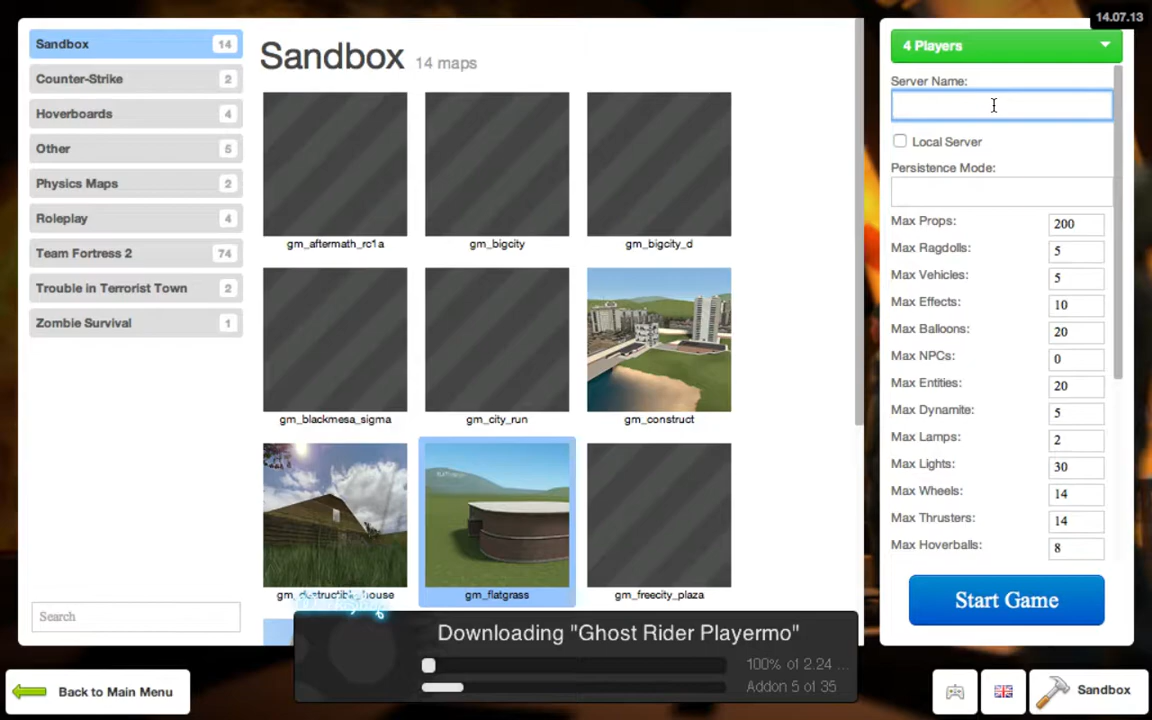 14.07.13
Sandbox 14
Counter-Strike 2
Hoverboards 4
Other 5
Physics Maps 2
Roleplay 4
Team Fortress 2 74
Trouble in Terrorist Town 2
Zombie Survival 1
Search
Back to Main Menu
Sandbox 14 maps
gm_aftermath_rc1a
gm_bigcity
gm_bigcity_d
gm_blackmesa_sigma
gm_city_run
gm_construct
gm_destructible_house
gm_flatgrass
gm_freecity_plaza
Downloading "Ghost Rider Playermo"
100% of 2.24 ...
Addon 5 of 35
4 Players
Server Name:
Local Server
Persistence Mode:
Max Props: 200
Max Ragdolls: 5
Max Vehicles: 5
Max Effects: 10
Max Balloons: 20
Max NPCs: 0
Max Entities: 20
Max Dynamite: 5
Max Lamps: 2
Max Lights: 30
Max Wheels: 14
Max Thrusters: 14
Max Hoverballs: 8
Start Game
Sandbox